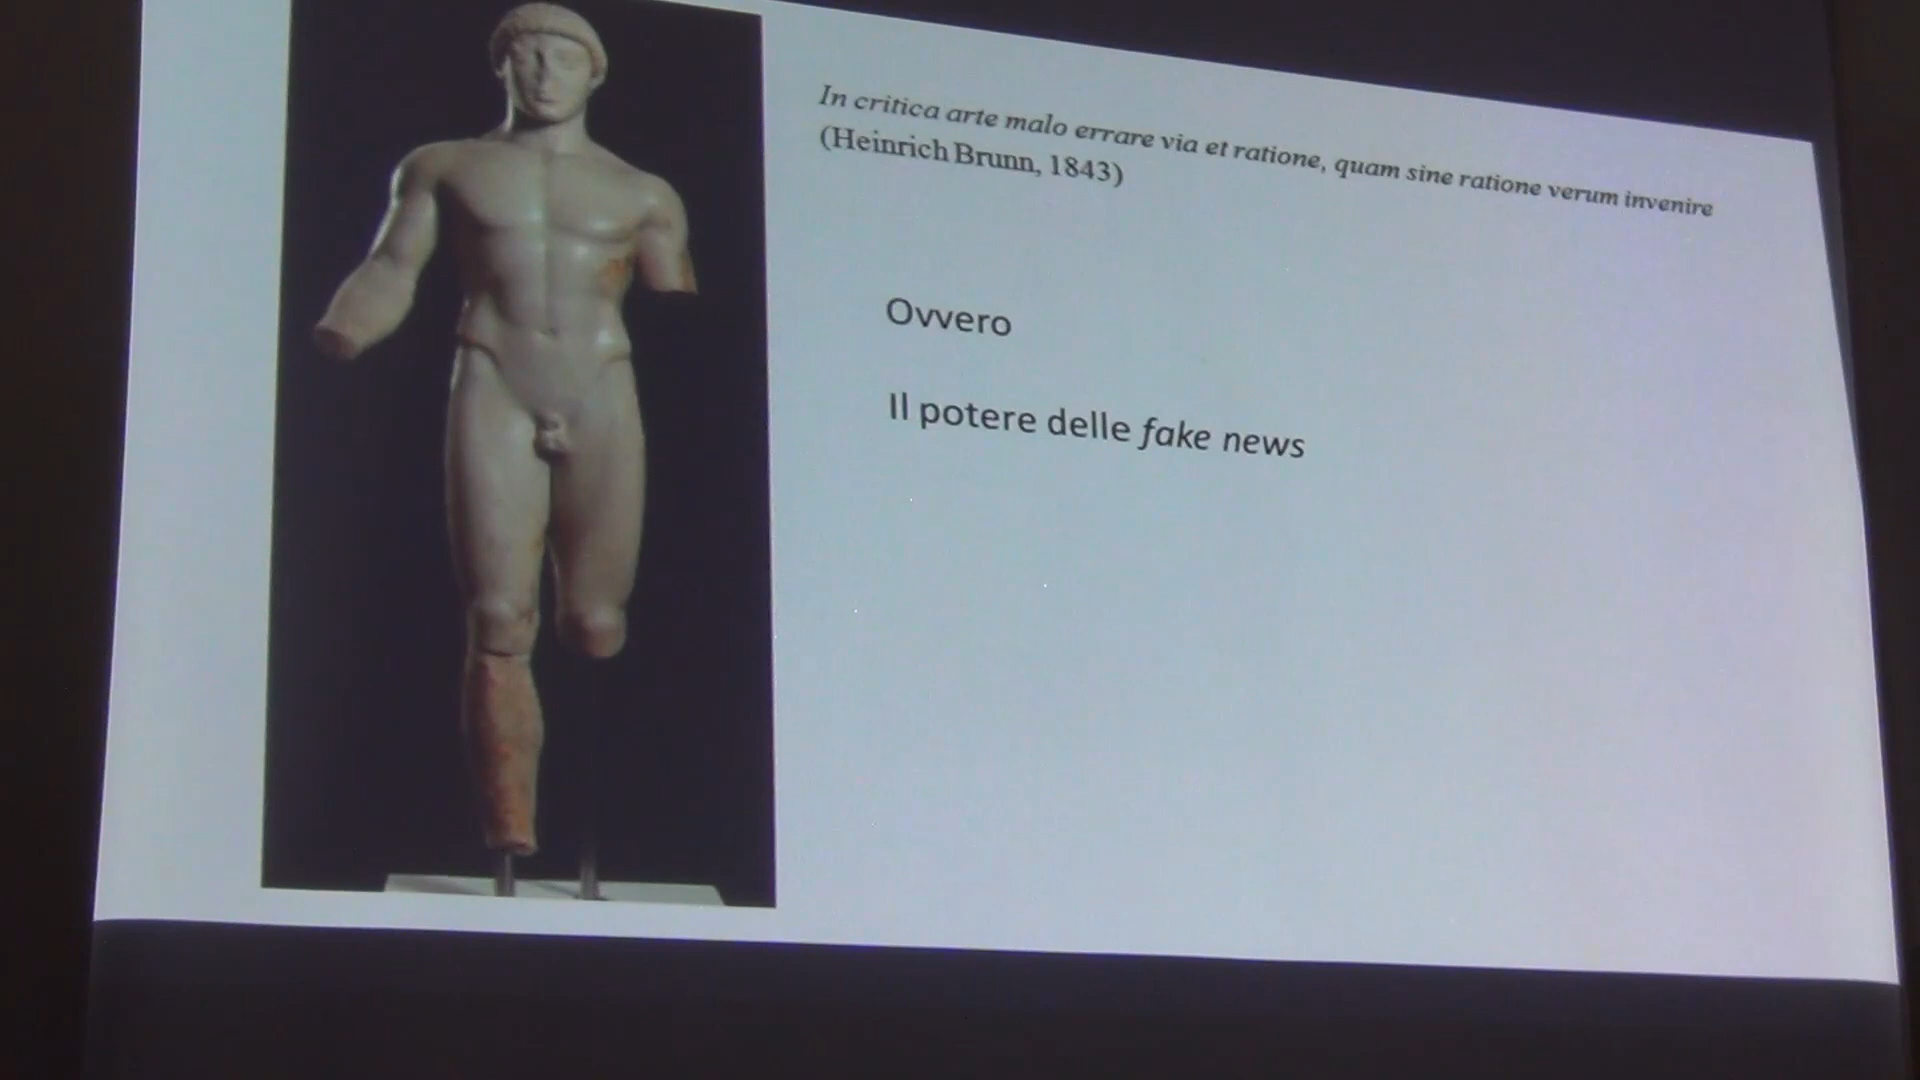 In critica arte malo errare via et ratione, quam sine ratione verum invenire
(Heinrich Brunn, 1843)
Ovvero
Il potere delle fake news